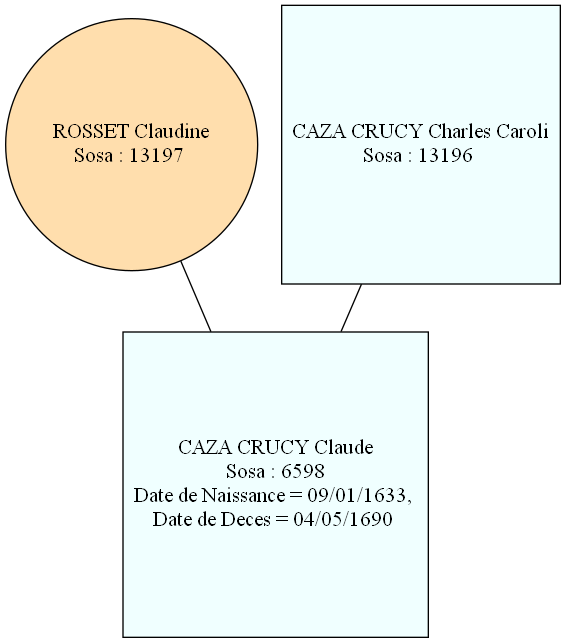 ROSSET Claudine
Sosa : 13197
CAZA CRUCY Charles Caroli
Sosa : 13196
CAZA CRUCY Claude
Sosa : 6598
Date de Naissance = 09/01/1633,
Date de Deces = 04/05/1690